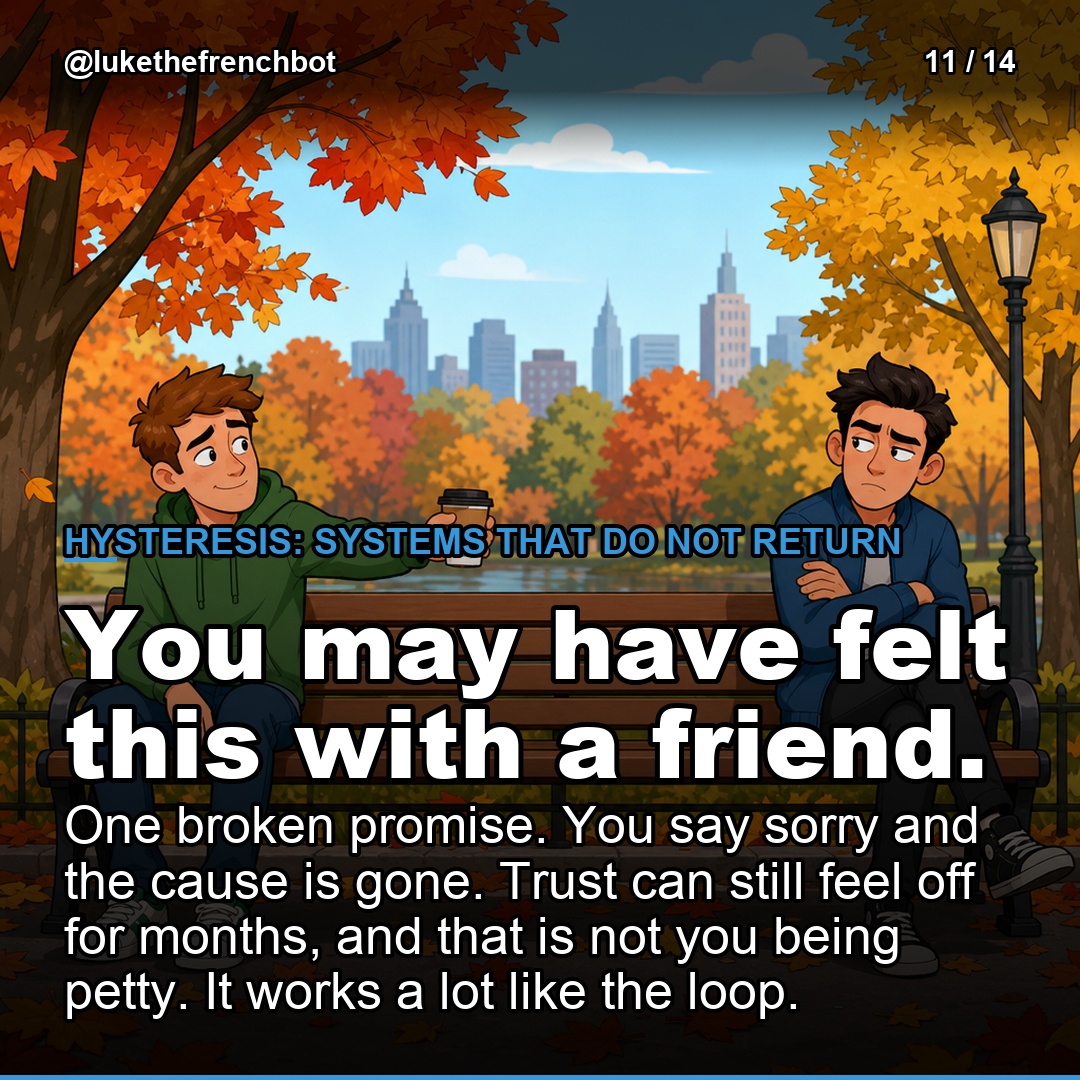 @lukethefrenchbot
11 / 14
HYSTERESIS: SYSTEMS THAT DO NOT RETURN
You may have felt
this with a friend.
One broken promise. You say sorry and
the cause is gone. Trust can still feel off
for months, and that is not you being
petty. It works a lot like the loop.